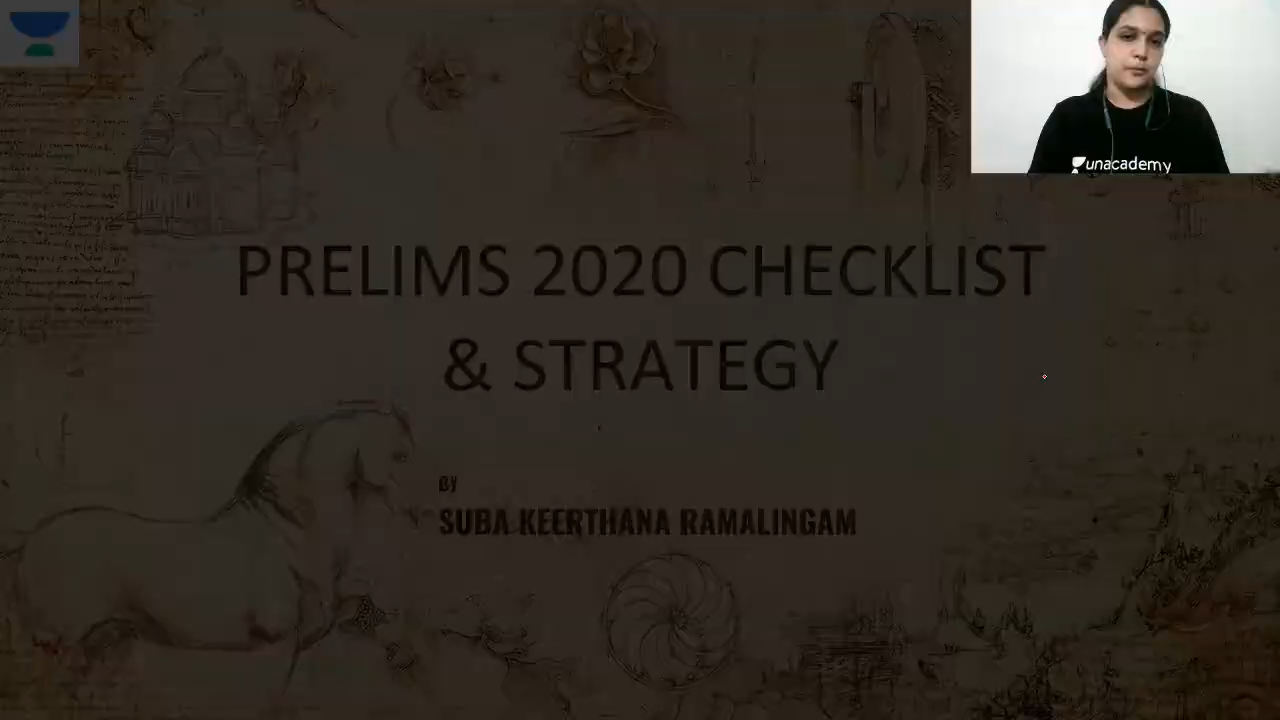 unacademy
PRELIMS 2020 CHECKLIST
& STRATEGY
BY
SUBA KEERTHANA RAMALINGAM